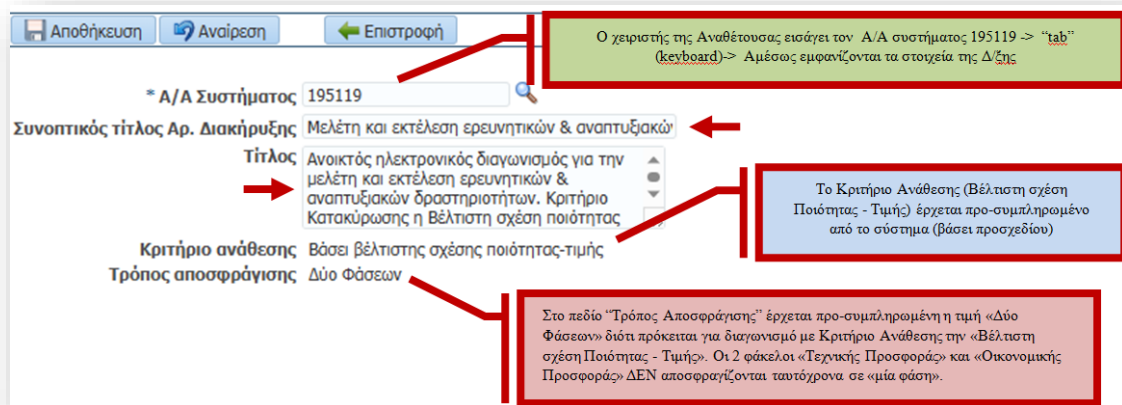 Αποθήκευση Αναίρεση Επιστροφή
Ο χειριστής της Αναθέτουσας εισάγει τον Α/Α συστήματος 195119 -> “tab”
(keyboard)-> Αμέσως εμφανίζονται τα στοιχεία της Δ/ξης
* Α/Α Συστήματος 195119
Συνοπτικός τίτλος Αρ. Διακήρυξης Μελέτη και εκτέλεση ερευνητικών & αναπτυξιακώ
Τίτλος Ανοικτός ηλεκτρονικός διαγωνισμός για την
μελέτη και εκτέλεση ερευνητικών &
αναπτυξιακών δραστηριοτήτων. Κριτήριο
Κατακύρωσης η Βέλτιστη σχέση ποιότητας
Το Κριτήριο Ανάθεσης (Βέλτιστη σχέση
Ποιότητας - Τιμής) έρχεται προ-συμπληρωμένο
από το σύστημα (βάσει προσχεδίου)
Κριτήριο ανάθεσης Βάσει βέλτιστης σχέσης ποιότητας-τιμής
Τρόπος αποσφράγισης Δύο Φάσεων
Στο πεδίο “Τρόπος Αποσφράγισης” έρχεται προ-συμπληρωμένη η τιμή «Δύο
Φάσεων» διότι πρόκειται για διαγωνισμό με Κριτήριο Ανάθεσης την «Βέλτιστη
σχέση Ποιότητας - Τιμής». Οι 2 φάκελοι «Τεχνικής Προσφοράς» και «Οικονομικής
Προσφοράς» ΔΕΝ αποσφραγίζονται ταυτόχρονα σε «μία φάση».